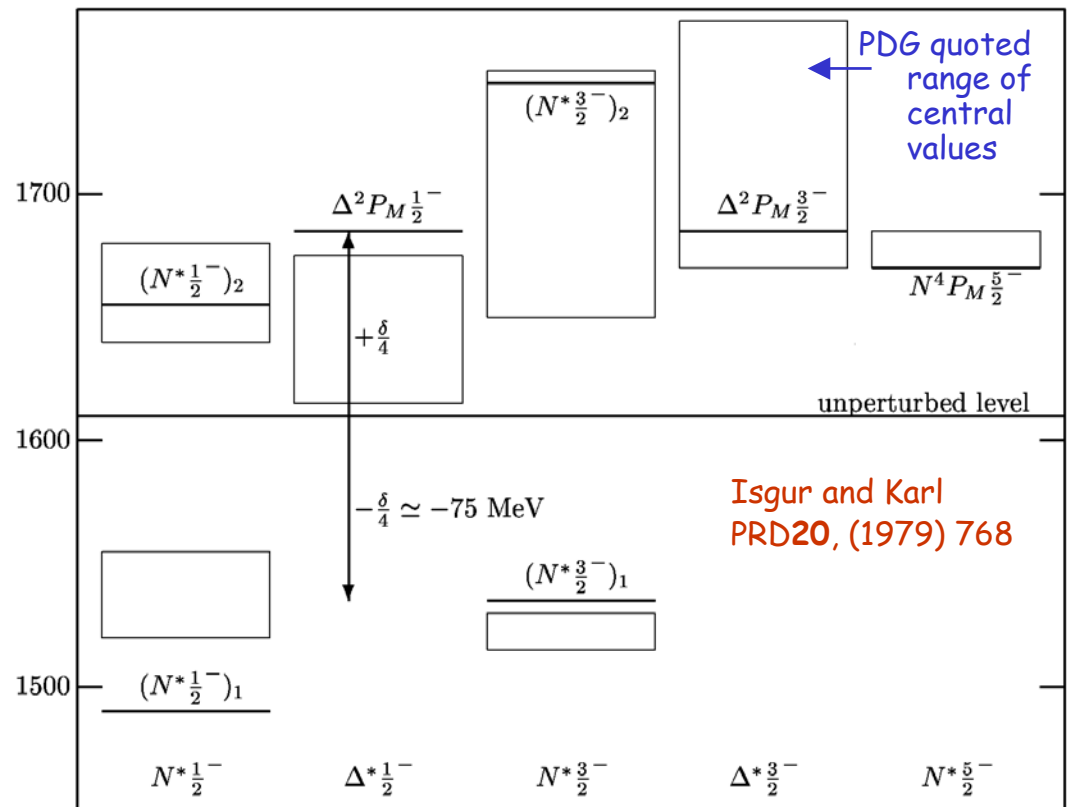 PDG quoted
range of
central
values
(N*3/2⁻)₂
1700
Δ²P_M 1/2⁻
Δ²P_M 3/2⁻
(N*1/2⁻)₂
N⁴P_M 5/2⁻
+δ/4
unperturbed level
1600
−δ/4 ≃ −75 MeV
Isgur and Karl
PRD20, (1979) 768
(N*3/2⁻)₁
1500
(N*1/2⁻)₁
N*1/2⁻ Δ*1/2⁻ N*3/2⁻ Δ*3/2⁻ N*5/2⁻